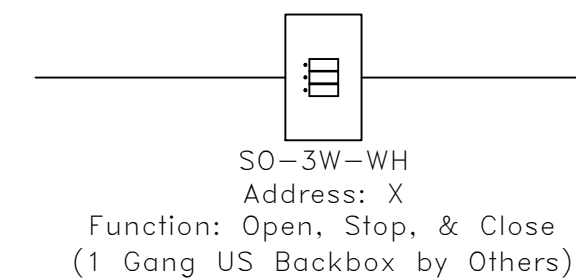 SO-3W-WH
Address: X
Function: Open, Stop, & Close
(1 Gang US Backbox by Others)